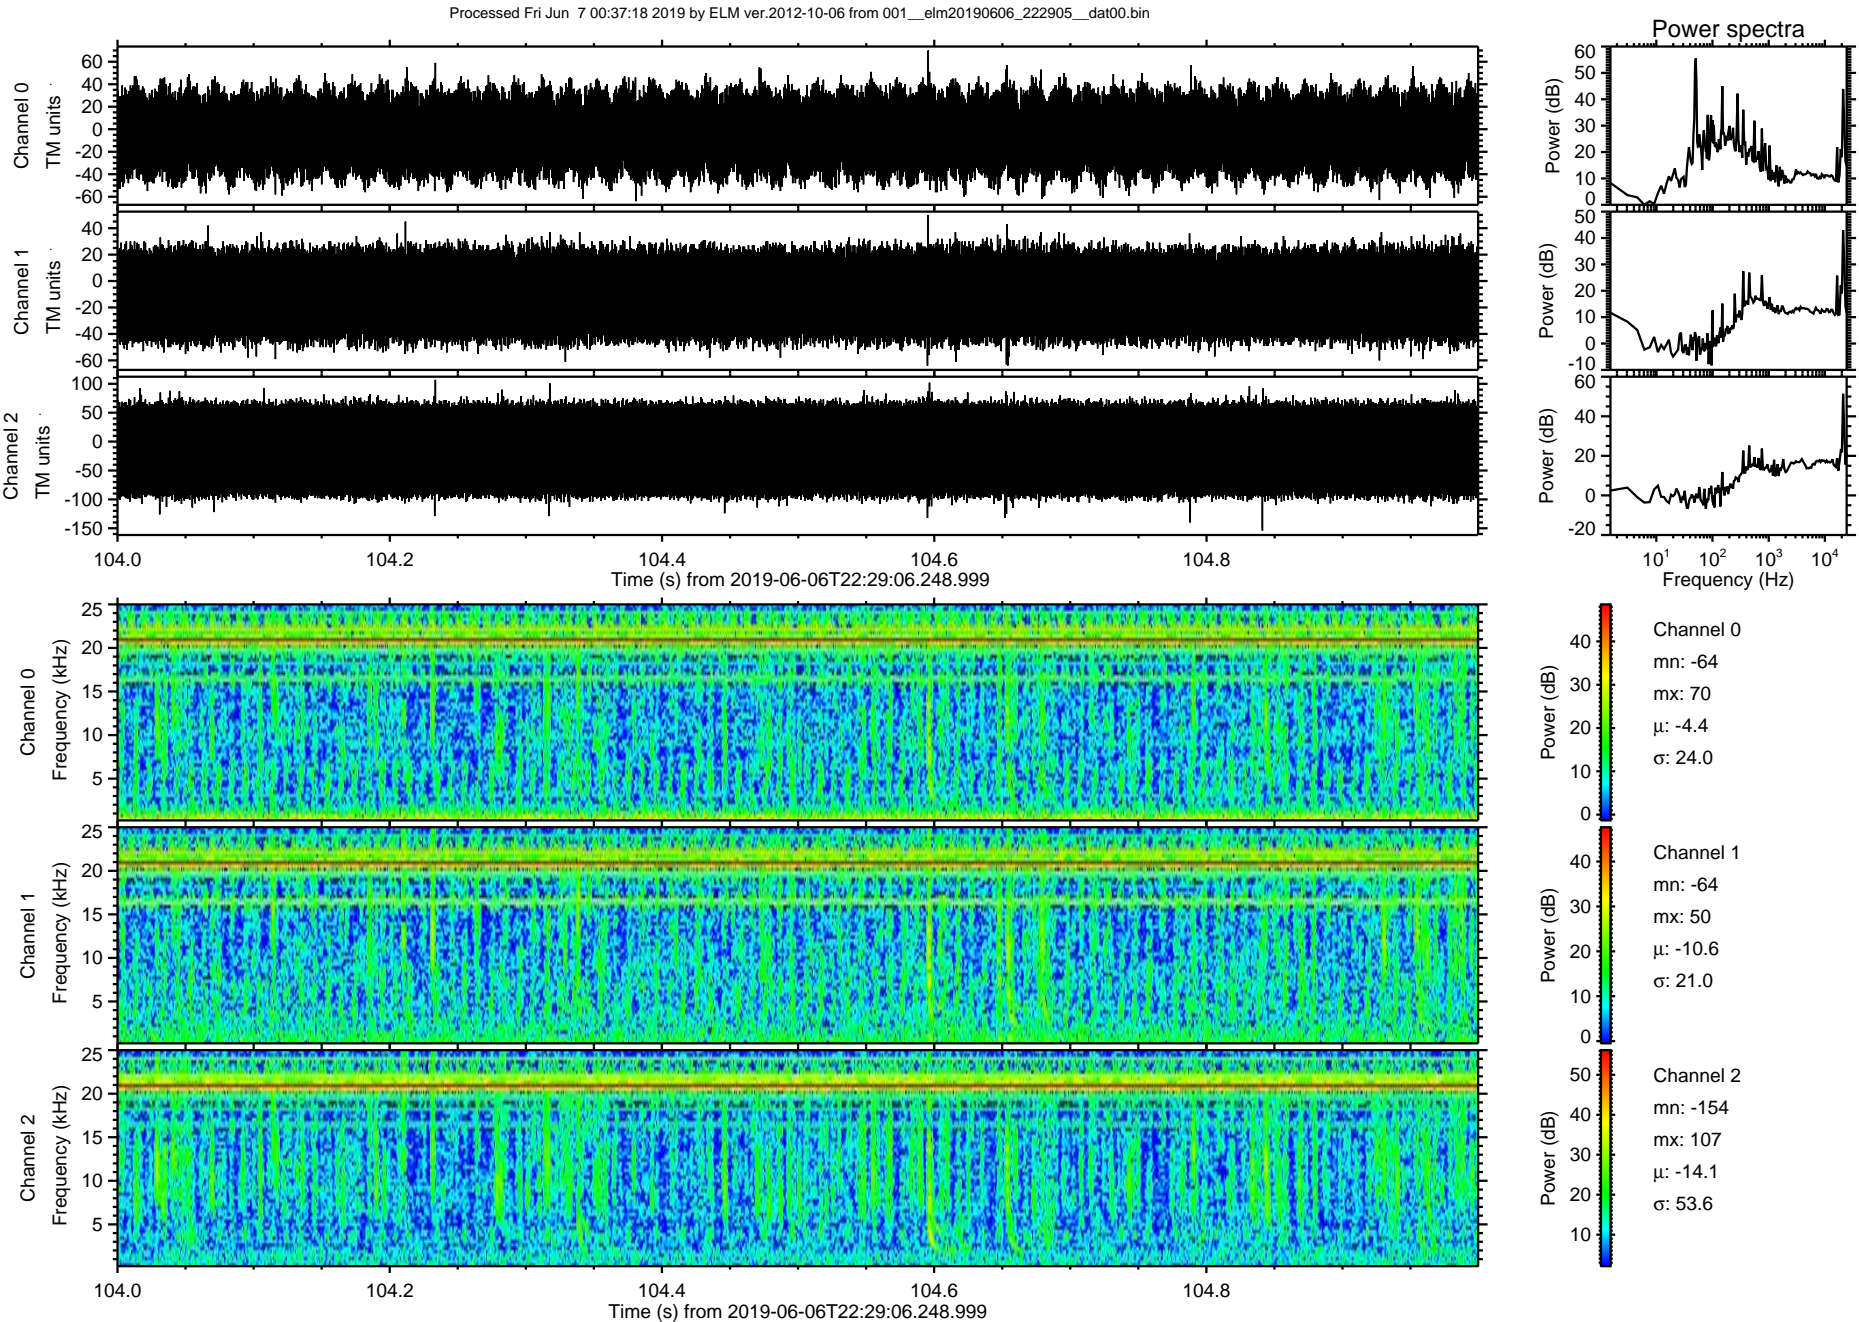 Processed Fri Jun  7 00:37:18 2019 by ELM ver.2012-10-06 from 001__elm20190606_222905__dat00.bin
Power spectra
Channel 0
TM units
60
40
20
0
-20
-40
-60
Power (dB)
60
50
40
30
20
10
0
Channel 1
TM units
40
20
0
-20
-40
-60
Power (dB)
50
40
30
20
10
0
-10
Channel 2
TM units
100
50
0
-50
-100
-150
Power (dB)
60
40
20
0
-20
104.0 104.2 104.4 104.6 104.8
Time (s) from 2019-06-06T22:29:06.248.999
10¹ 10² 10³ 10⁴
Frequency (Hz)
Channel 0
Frequency (kHz)
25
20
15
10
5
Power (dB)
40
30
20
10
0
Channel 0
mn: -64
mx: 70
μ: -4.4
σ: 24.0
Channel 1
Frequency (kHz)
25
20
15
10
5
Power (dB)
40
30
20
10
0
Channel 1
mn: -64
mx: 50
μ: -10.6
σ: 21.0
Channel 2
Frequency (kHz)
25
20
15
10
5
Power (dB)
50
40
30
20
10
Channel 2
mn: -154
mx: 107
μ: -14.1
σ: 53.6
104.0 104.2 104.4 104.6 104.8
Time (s) from 2019-06-06T22:29:06.248.999